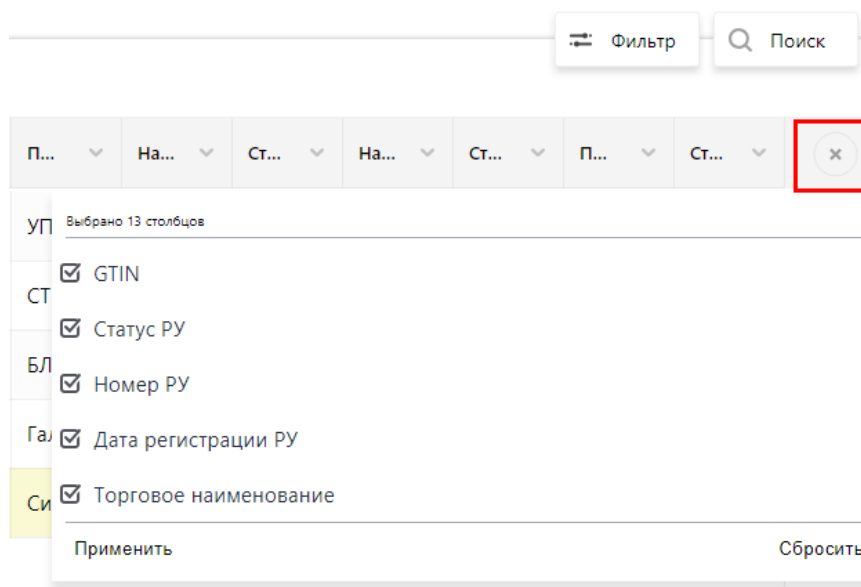 Фильтр Поиск
П... На... Ст... На... Ст... П... Ст...
УП Выбрано 13 столбцов
GTIN
СТ
Статус РУ
БЛ
Номер РУ
Гал
Дата регистрации РУ
Си
Торговое наименование
Применить Сбросить